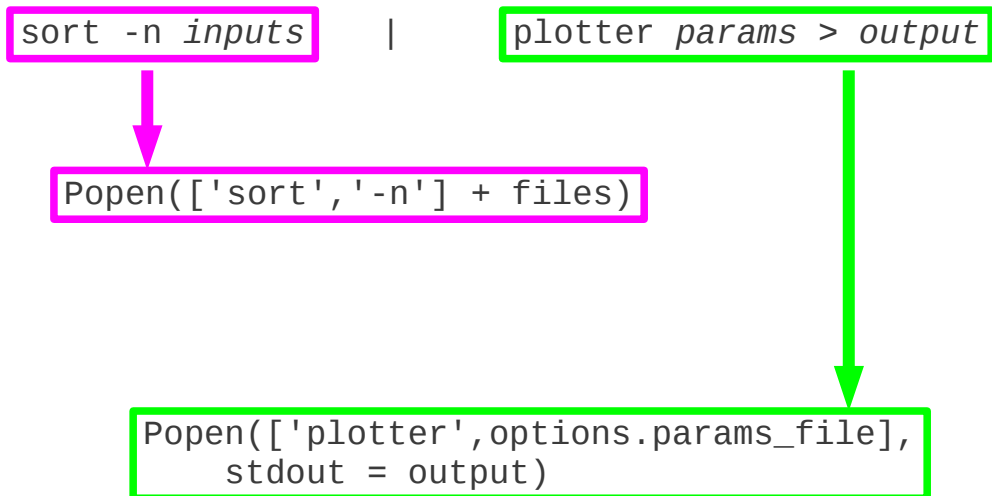 sort -n inputs | plotter params > output
Popen(['sort','-n'] + files)
Popen(['plotter',options.params_file],
    stdout = output)